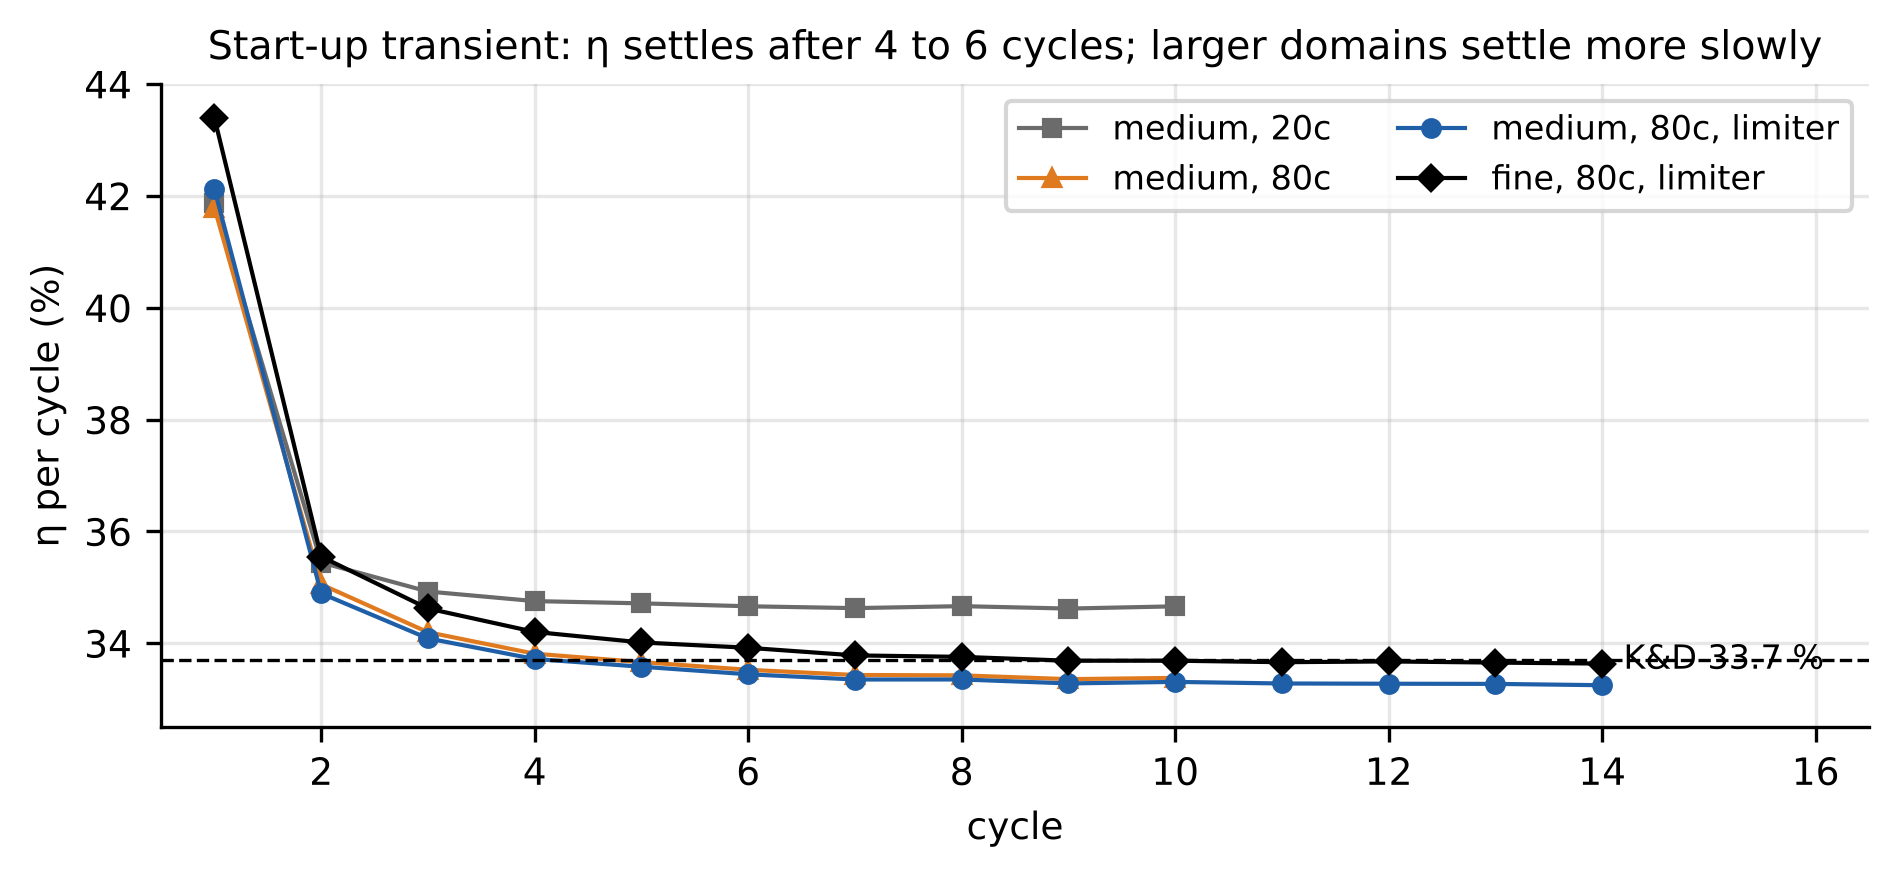 Start-up transient: η settles after 4 to 6 cycles; larger domains settle more slowly
44
42
40
38
36
34
η per cycle (%)
medium, 20c
medium, 80c
medium, 80c, limiter
fine, 80c, limiter
K&D 33.7 %
2 4 6 8 10 12 14 16
cycle